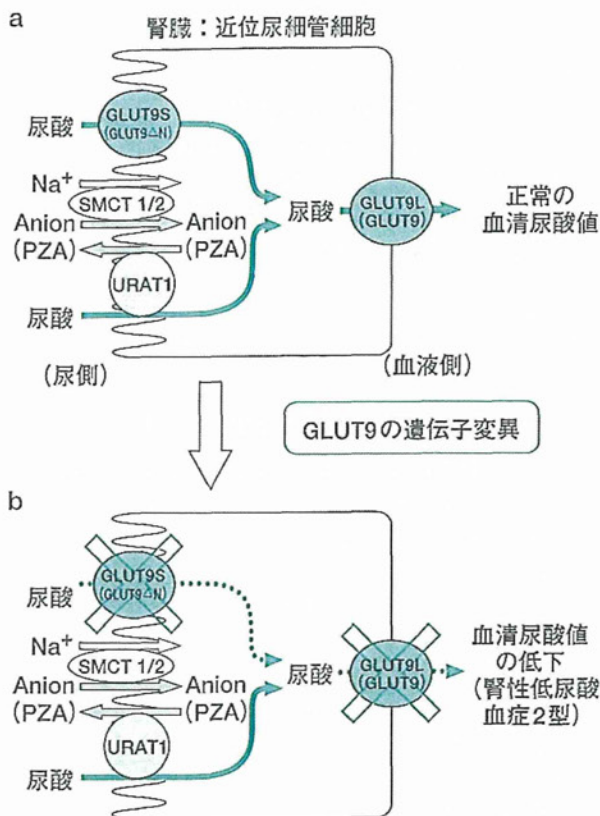 a
腎臓：近位尿細管細胞
GLUT9S
(GLUT9△N)
尿酸
Na⁺
SMCT 1/2
Anion
(PZA)
Anion
(PZA)
URAT1
尿酸
尿酸
GLUT9L
(GLUT9)
正常の
血清尿酸値
(尿側)
(血液側)
GLUT9の遺伝子変異
b
GLUT9S
(GLUT9△N)
尿酸
Na⁺
SMCT 1/2
Anion
(PZA)
Anion
(PZA)
URAT1
尿酸
尿酸
GLUT9L
(GLUT9)
血清尿酸値
の低下
(腎性低尿酸
血症2型)